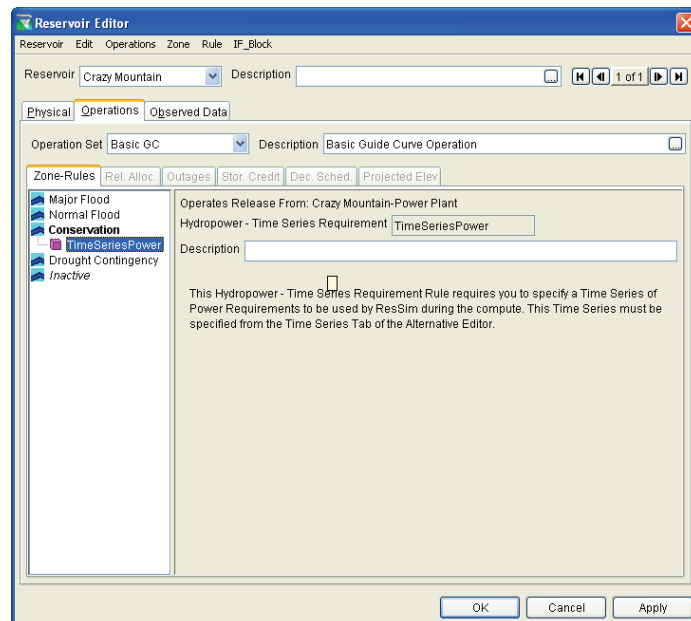 Reservoir Editor
Reservoir Edit Operations Zone Rule IF_Block
Reservoir Crazy Mountain Description ... 1 of 1
Physical Operations Observed Data
Operation Set Basic GC Description Basic Guide Curve Operation ...
Zone-Rules Rel. Alloc. Outages Stor. Credit Dec. Sched. Projected Elev
Major Flood
Normal Flood
Conservation
TimeSeriesPower
Drought Contingency
Inactive
Operates Release From: Crazy Mountain-Power Plant
Hydropower - Time Series Requirement TimeSeriesPower
Description
This Hydropower - Time Series Requirement Rule requires you to specify a Time Series of
Power Requirements to be used by ResSim during the compute. This Time Series must be
specified from the Time Series Tab of the Alternative Editor.
OK Cancel Apply